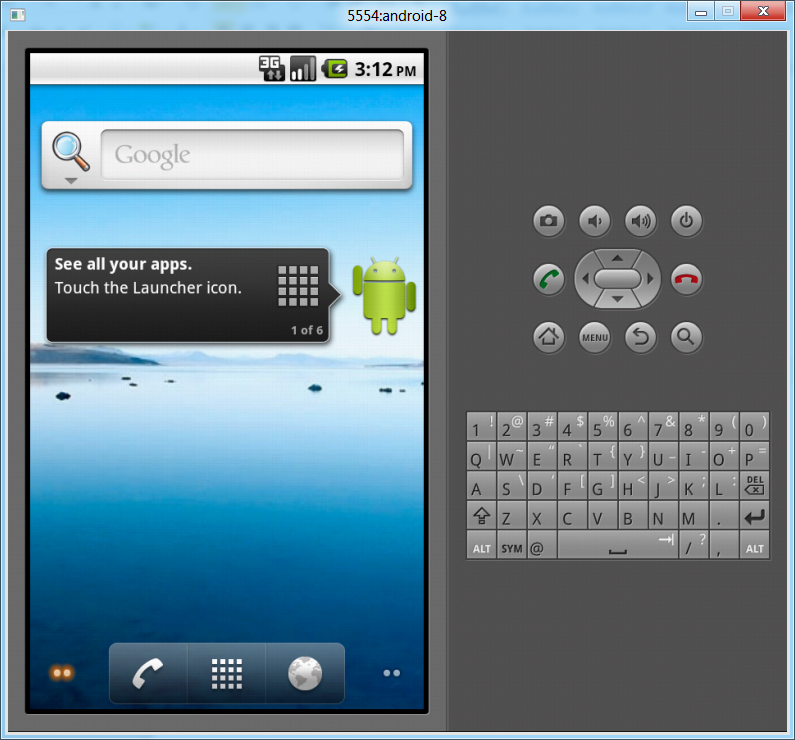 5554:android-8
3G 3:12 PM
Google
See all your apps.
Touch the Launcher icon.
1 of 6
MENU
1 ! 2 @ 3 # 4 $ 5 % 6 ^ 7 & 8 * 9 ( 0 )
Q | W ~ E “ R ` T { Y } U _ I - O + P =
A S \ D ‘ F [ G ] H < J > K ; L : DEL
Z X C V B N M .
ALT SYM @ / ? , ALT